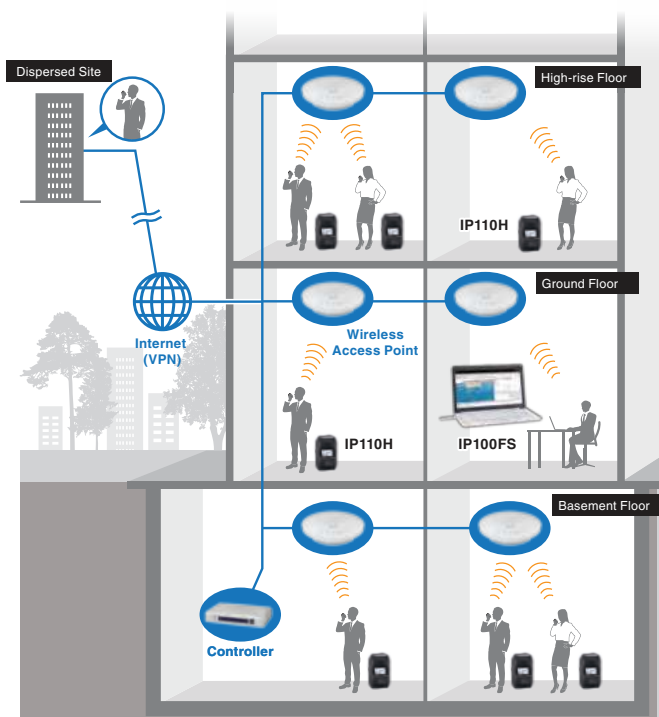 Dispersed Site
High-rise Floor
IP110H
Ground Floor
Internet
(VPN)
Wireless
Access Point
IP110H
IP100FS
Basement Floor
Controller